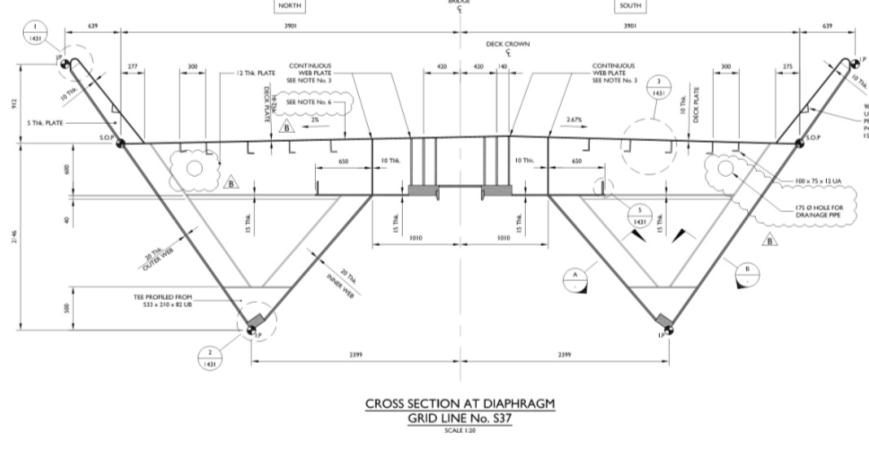 NORTH
BRIDGE
℄
SOUTH
639
3901
3901
639
1
1431
I.P
DECK CROWN
℄
I.P
277
300
12 Thk. PLATE
CONTINUOUS
WEB PLATE
SEE NOTE No. 3
420
420
140
CONTINUOUS
WEB PLATE
SEE NOTE No. 3
3
1431
300
275
10 Thk.
10 Thk.
912
5 Thk. PLATE
DECK PLATE
SEE NOTE No. 6
B
2%
2.67%
10 Thk.
DECK PLATE
S.O.P
S.O.P
600
B
650
10 Thk.
10 Thk.
650
100 x 75 x 12 UA
175 Ø HOLE FOR
DRAINAGE PIPE
B
40
2146
15 Thk.
15 Thk.
15 Thk.
15 Thk.
5
1431
1010
1010
20 Thk.
OUTER WEB
20 Thk.
INNER WEB
A
B
500
TEE PROFILED FROM
533 x 210 x 82 UB
I.P
I.P
2
1431
2399
2399
CROSS SECTION AT DIAPHRAGM
GRID LINE No. S37
SCALE 1:20